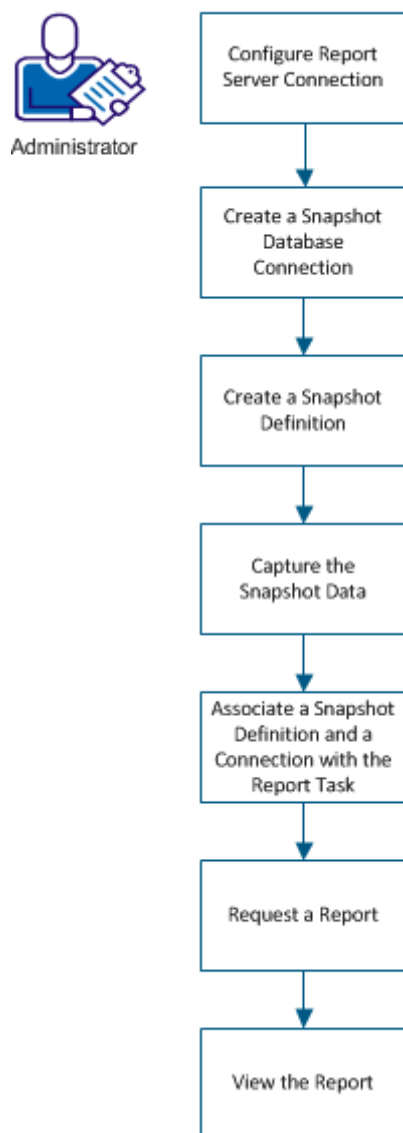 Administrator
Configure Report
Server Connection
Create a Snapshot
Database
Connection
Create a Snapshot
Definition
Capture the
Snapshot Data
Associate a Snapshot
Definition and a
Connection with the
Report Task
Request a Report
View the Report